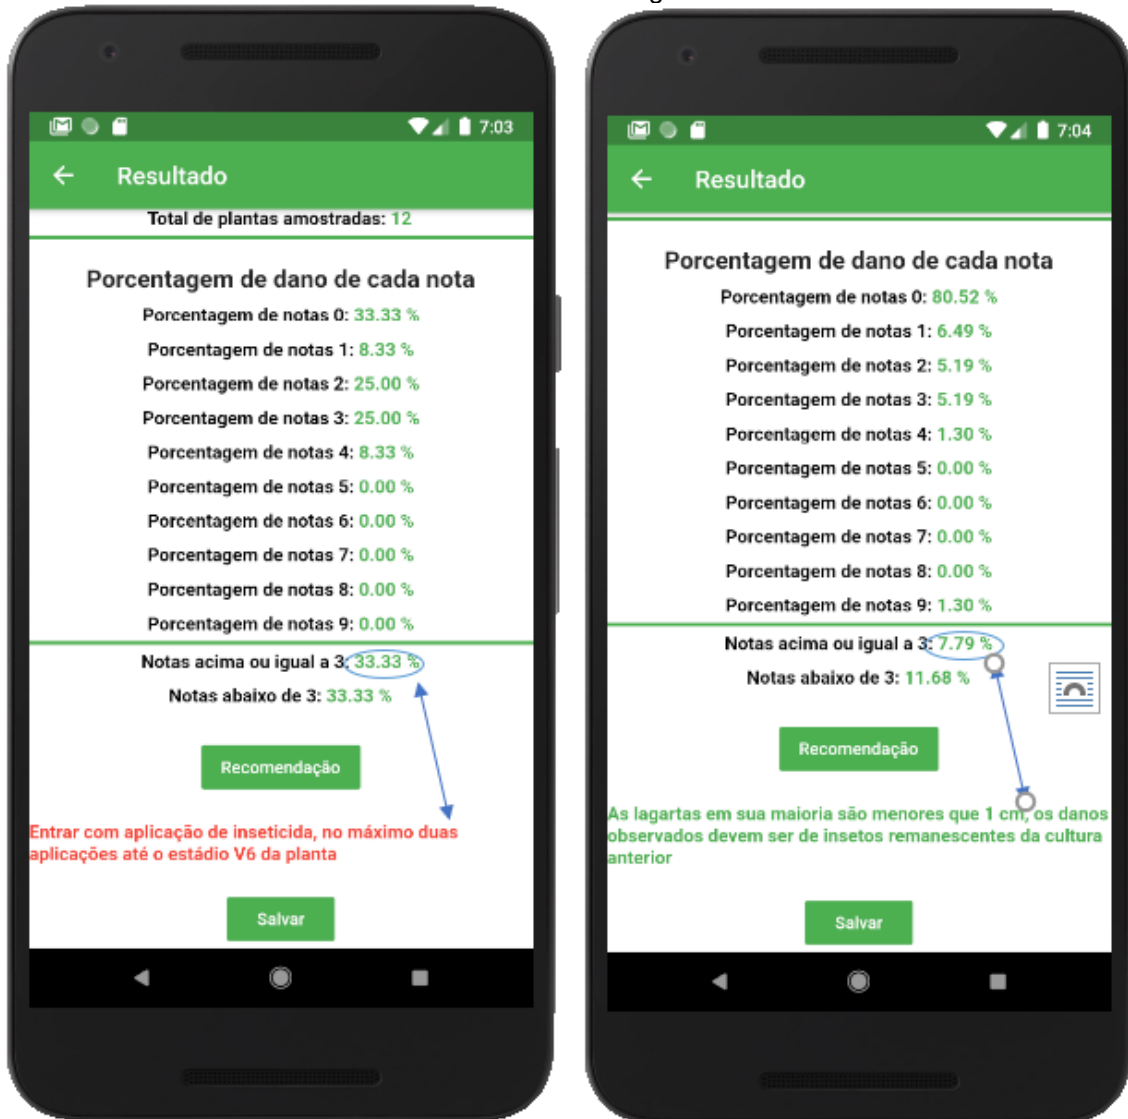 7:03
Resultado
Total de plantas amostradas: 12
Porcentagem de dano de cada nota
Porcentagem de notas 0: 33.33 %
Porcentagem de notas 1: 8.33 %
Porcentagem de notas 2: 25.00 %
Porcentagem de notas 3: 25.00 %
Porcentagem de notas 4: 8.33 %
Porcentagem de notas 5: 0.00 %
Porcentagem de notas 6: 0.00 %
Porcentagem de notas 7: 0.00 %
Porcentagem de notas 8: 0.00 %
Porcentagem de notas 9: 0.00 %
Notas acima ou igual a 3: 33.33 %
Notas abaixo de 3: 33.33 %
Recomendação
Entrar com aplicação de inseticida, no máximo duas
aplicações até o estádio V6 da planta
Salvar
7:04
Resultado
Porcentagem de dano de cada nota
Porcentagem de notas 0: 80.52 %
Porcentagem de notas 1: 6.49 %
Porcentagem de notas 2: 5.19 %
Porcentagem de notas 3: 5.19 %
Porcentagem de notas 4: 1.30 %
Porcentagem de notas 5: 0.00 %
Porcentagem de notas 6: 0.00 %
Porcentagem de notas 7: 0.00 %
Porcentagem de notas 8: 0.00 %
Porcentagem de notas 9: 1.30 %
Notas acima ou igual a 3: 7.79 %
Notas abaixo de 3: 11.68 %
Recomendação
As lagartas em sua maioria são menores que 1 cm, os danos
observados devem ser de insetos remanescentes da cultura
anterior
Salvar